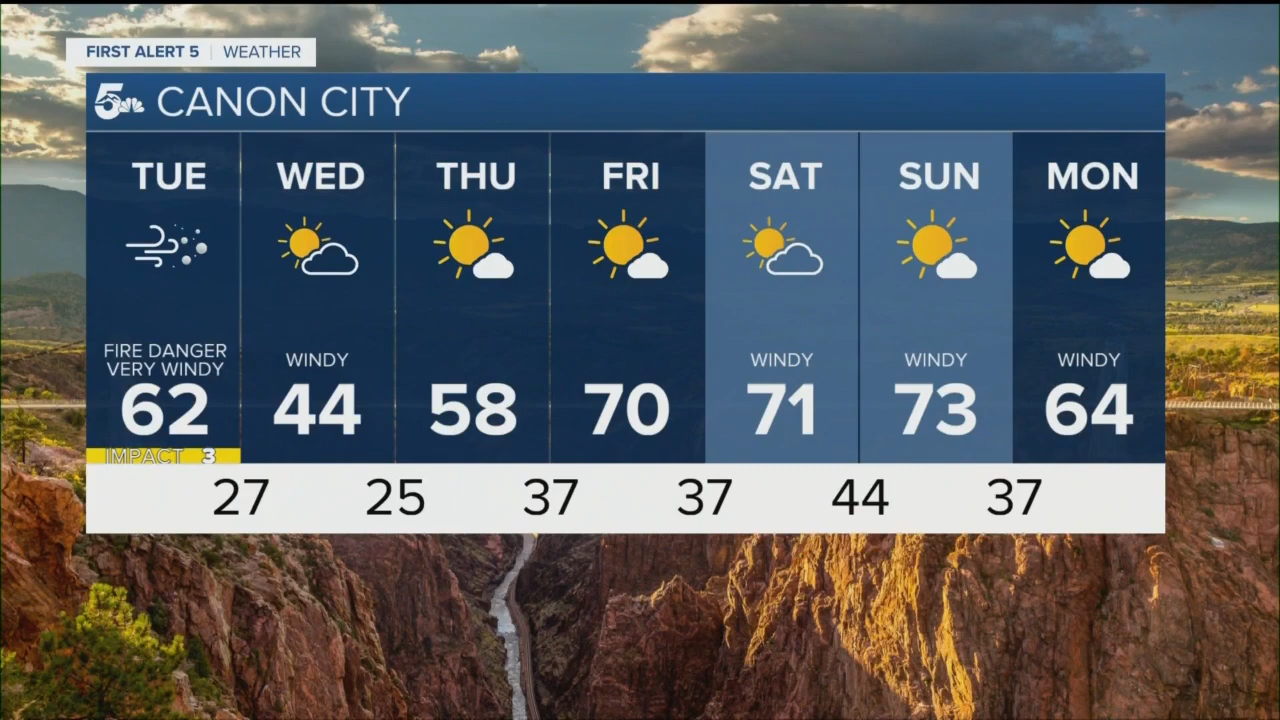 FIRST ALERT 5 | WEATHER
5 CANON CITY
TUE WED THU FRI SAT SUN MON
FIRE DANGER
VERY WINDY WINDY WINDY WINDY WINDY
62 44 58 70 71 73 64
IMPACT 3
27 25 37 37 44 37